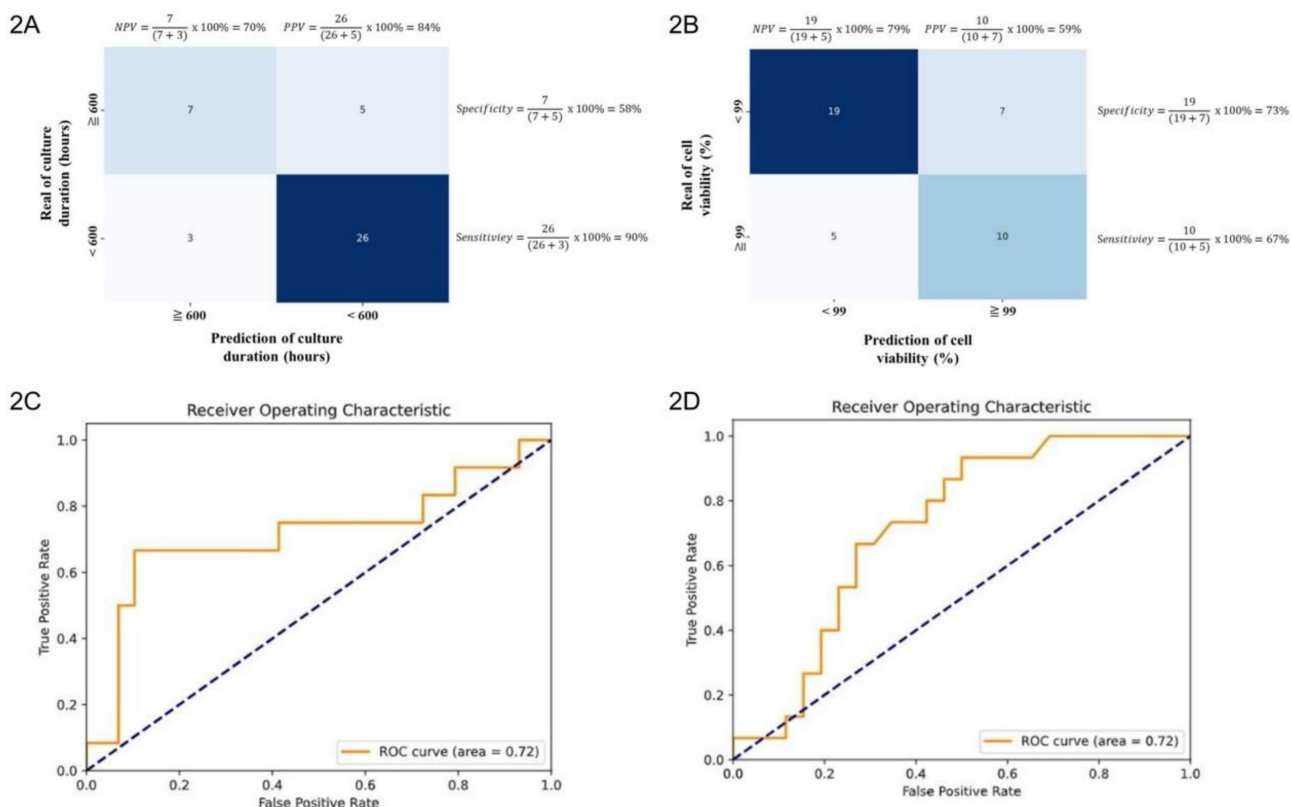 2A
NPV = 7/(7 + 3) x 100% = 70%
PPV = 26/(26 + 5) x 100% = 84%
Real of culture
duration (hours)
≧ 600
7
5
Specificity = 7/(7 + 5) x 100% = 58%
< 600
3
26
Sensitiviey = 26/(26 + 3) x 100% = 90%
≧ 600
< 600
Prediction of culture
duration (hours)
2B
NPV = 19/(19 + 5) x 100% = 79%
PPV = 10/(10 + 7) x 100% = 59%
Real of cell
viability (%)
< 99
19
7
Specificity = 19/(19 + 7) x 100% = 73%
≧ 99
5
10
Sensitiviey = 10/(10 + 5) x 100% = 67%
< 99
≧ 99
Prediction of cell
viability (%)
2C
Receiver Operating Characteristic
True Positive Rate
1.0
0.8
0.6
0.4
0.2
0.0
ROC curve (area = 0.72)
0.0
0.2
0.4
0.6
0.8
1.0
False Positive Rate
2D
Receiver Operating Characteristic
True Positive Rate
1.0
0.8
0.6
0.4
0.2
0.0
ROC curve (area = 0.72)
0.0
0.2
0.4
0.6
0.8
1.0
False Positive Rate